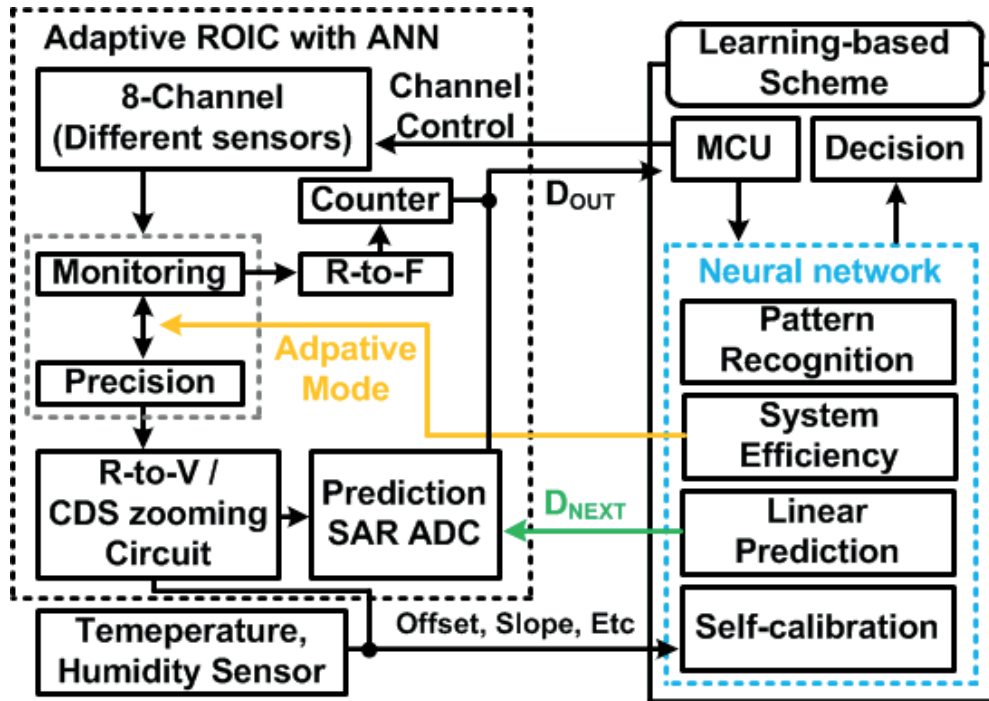 Adaptive ROIC with ANN
8-Channel
(Different sensors)
Channel
Control
Learning-based
Scheme
MCU
Decision
Counter
D_OUT
Monitoring
R-to-F
Neural network
Pattern
Recognition
Adpative
Mode
Precision
System
Efficiency
R-to-V /
CDS zooming
Circuit
Prediction
SAR ADC
D_NEXT
Linear
Prediction
Temeperature,
Humidity Sensor
Offset, Slope, Etc
Self-calibration